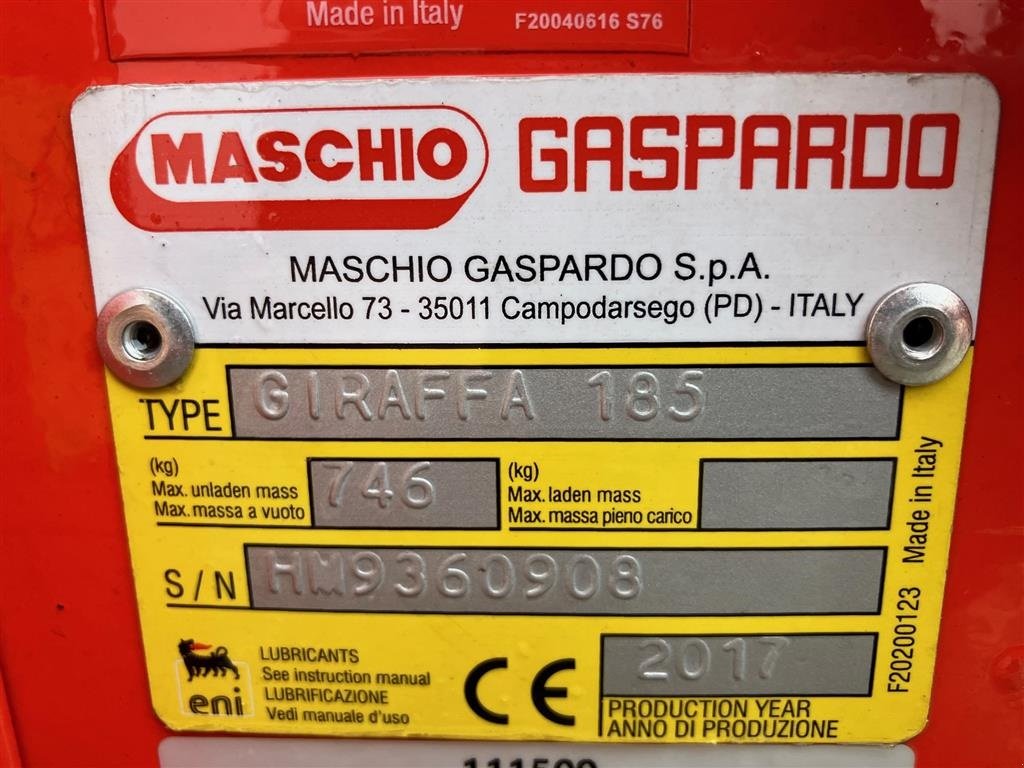 Made in Italy F20040616 S76
MASCHIO GASPARDO
MASCHIO GASPARDO S.p.A.
Via Marcello 73 - 35011 Campodarsego (PD) - ITALY
TYPE GIRAFFA 185
(kg)
Max. unladen mass
Max. massa a vuoto
746
(kg)
Max. laden mass
Max. massa pieno carico
S/N HM9360908
eni
LUBRICANTS
See instruction manual
LUBRIFICAZIONE
Vedi manuale d'uso
CE
2017
PRODUCTION YEAR
ANNO DI PRODUZIONE
F20200123 Made in Italy